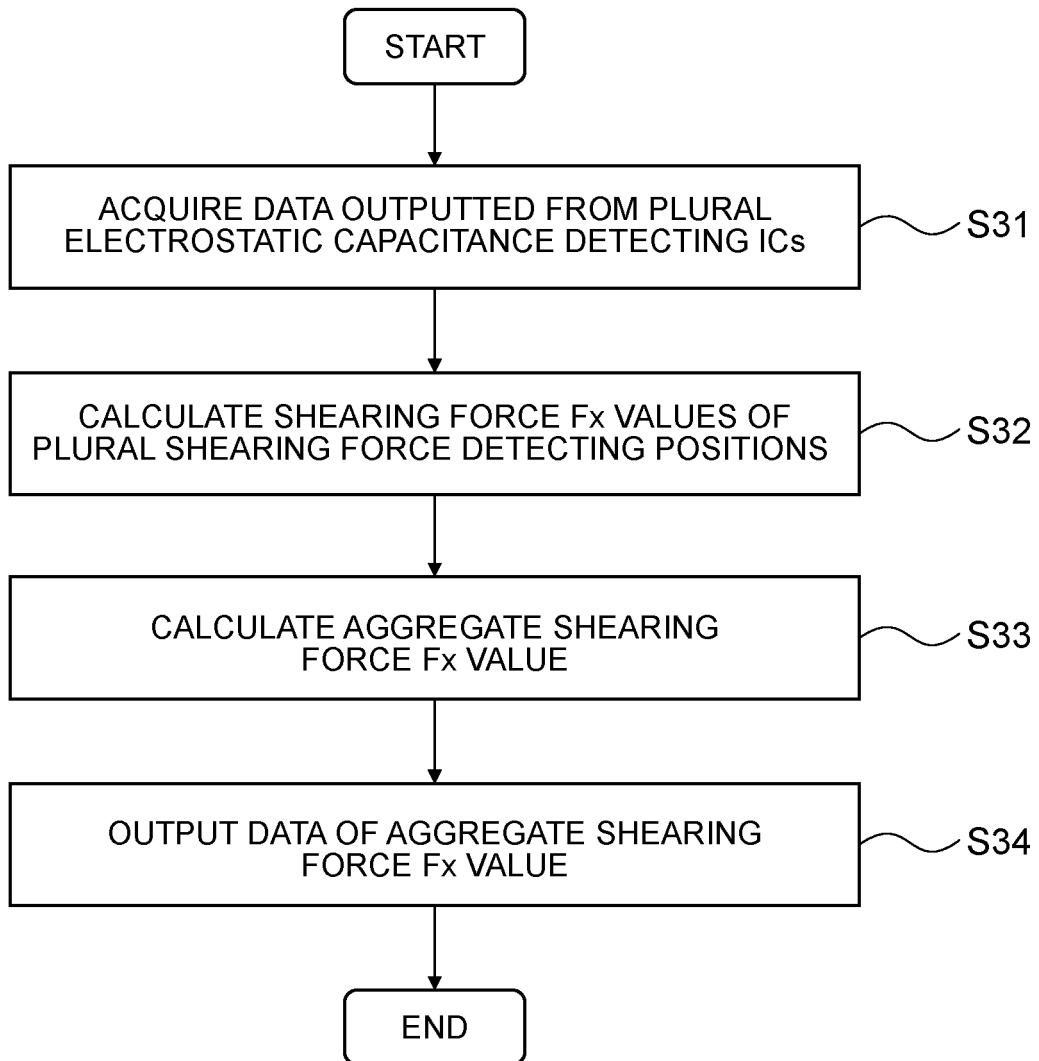 START
ACQUIRE DATA OUTPUTTED FROM PLURAL
ELECTROSTATIC CAPACITANCE DETECTING ICs
S31
CALCULATE SHEARING FORCE Fx VALUES OF
PLURAL SHEARING FORCE DETECTING POSITIONS
S32
CALCULATE AGGREGATE SHEARING
FORCE Fx VALUE
S33
OUTPUT DATA OF AGGREGATE SHEARING
FORCE Fx VALUE
S34
END